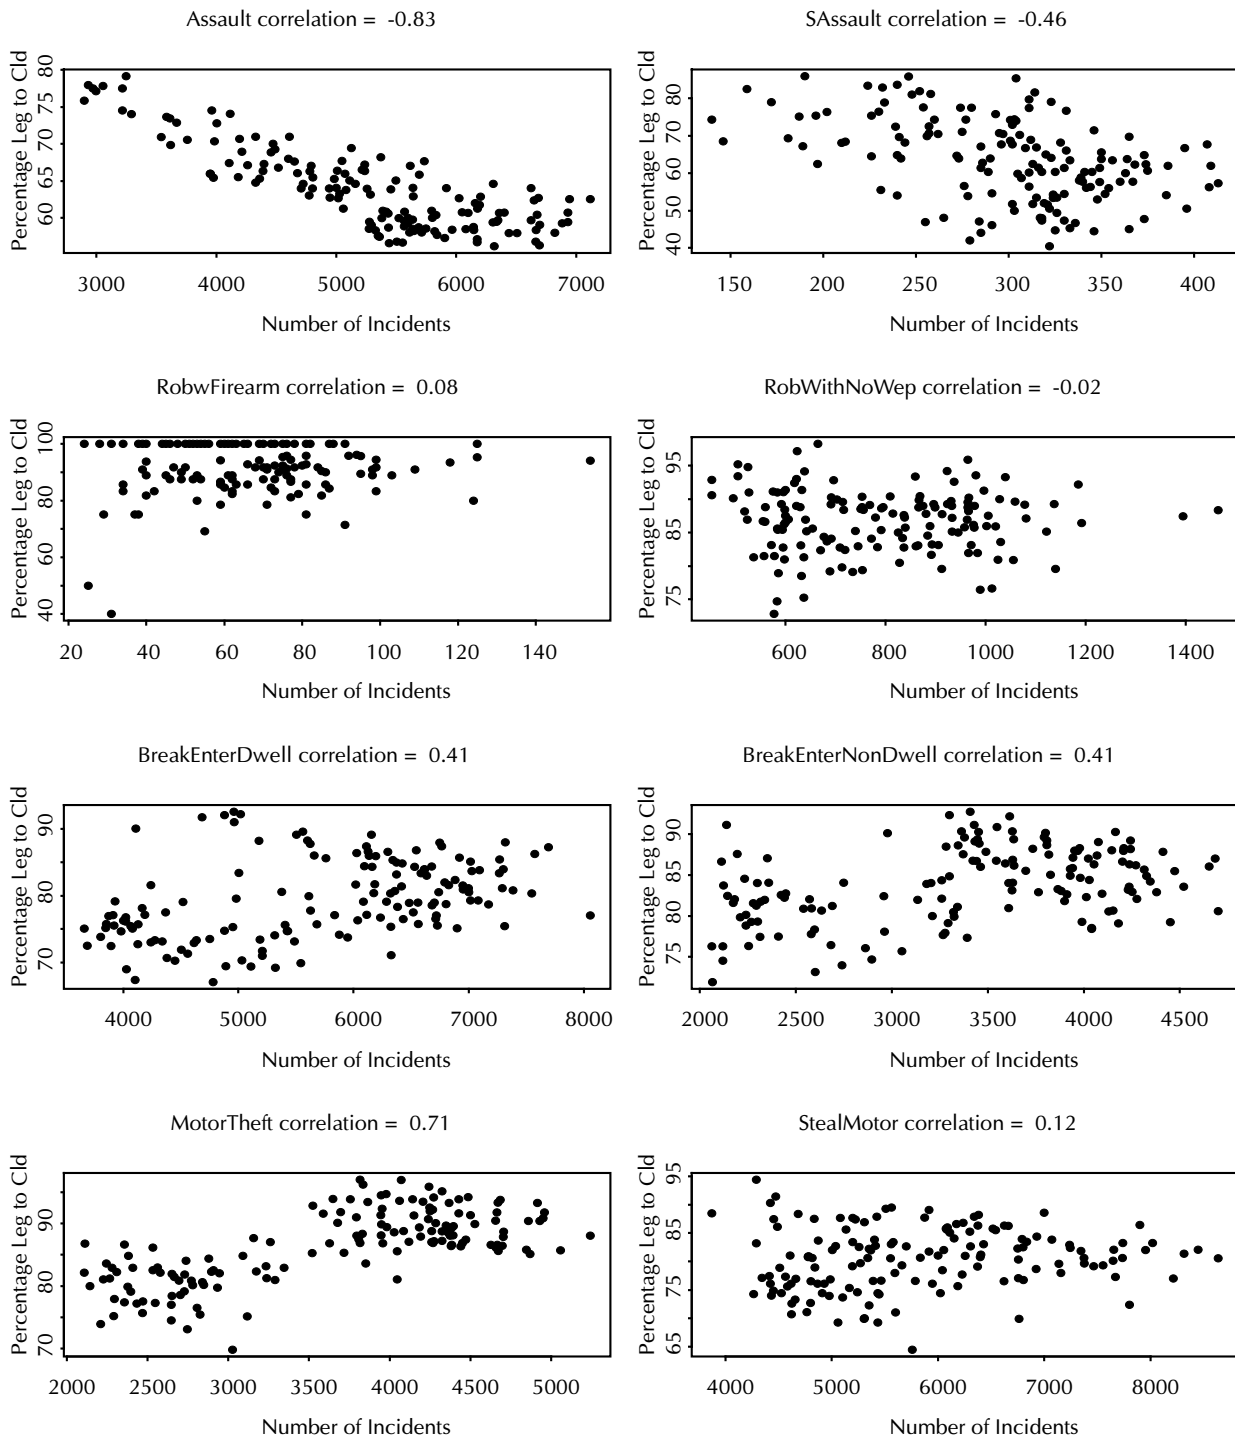 Assault correlation = -0.83
SAssault correlation = -0.46
Percentage Leg to Cld
80
75
70
65
60
3000 4000 5000 6000 7000
Number of Incidents
Percentage Leg to Cld
80
70
60
50
40
150 200 250 300 350 400
Number of Incidents
RobwFirearm correlation = 0.08
RobWithNoWep correlation = -0.02
Percentage Leg to Cld
100
80
60
40
20 40 60 80 100 120 140
Number of Incidents
Percentage Leg to Cld
95
85
75
600 800 1000 1200 1400
Number of Incidents
BreakEnterDwell correlation = 0.41
BreakEnterNonDwell correlation = 0.41
Percentage Leg to Cld
90
80
70
4000 5000 6000 7000 8000
Number of Incidents
Percentage Leg to Cld
90
85
80
75
2000 2500 3000 3500 4000 4500
Number of Incidents
MotorTheft correlation = 0.71
StealMotor correlation = 0.12
Percentage Leg to Cld
90
80
70
2000 2500 3000 3500 4000 4500 5000
Number of Incidents
Percentage Leg to Cld
95
85
75
65
4000 5000 6000 7000 8000
Number of Incidents